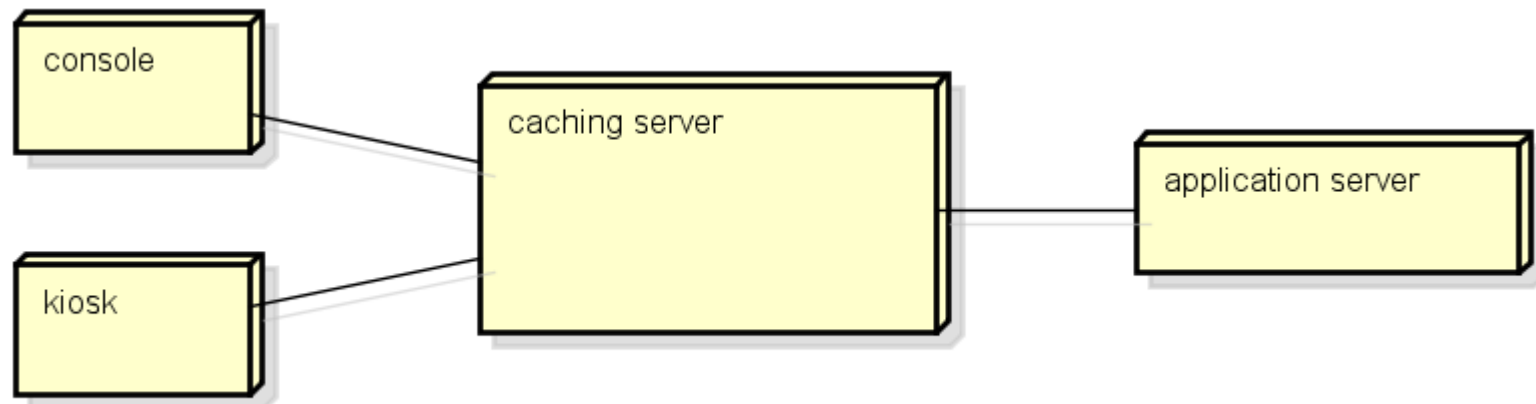 console
caching server
application server
kiosk